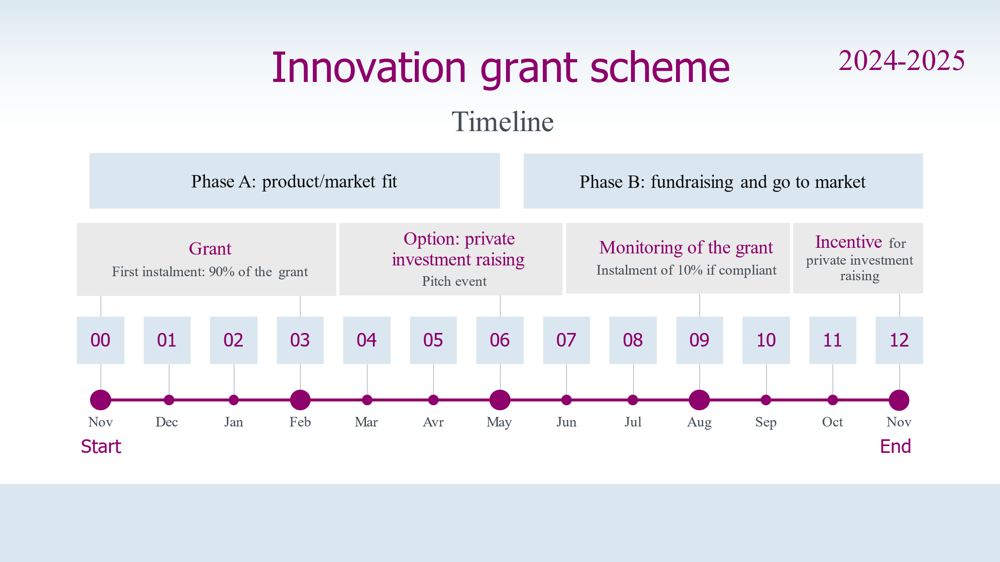 Innovation grant scheme
2024-2025
Timeline
Phase A: product/market fit
Phase B: fundraising and go to market
Grant
First instalment: 90% of the grant
Option: private
investment raising
Pitch event
Monitoring of the grant
Instalment of 10% if compliant
Incentive for
private investment
raising
00 01 02 03 04 05 06 07 08 09 10 11 12
Nov Dec Jan Feb Mar Avr May Jun Jul Aug Sep Oct Nov
Start
End